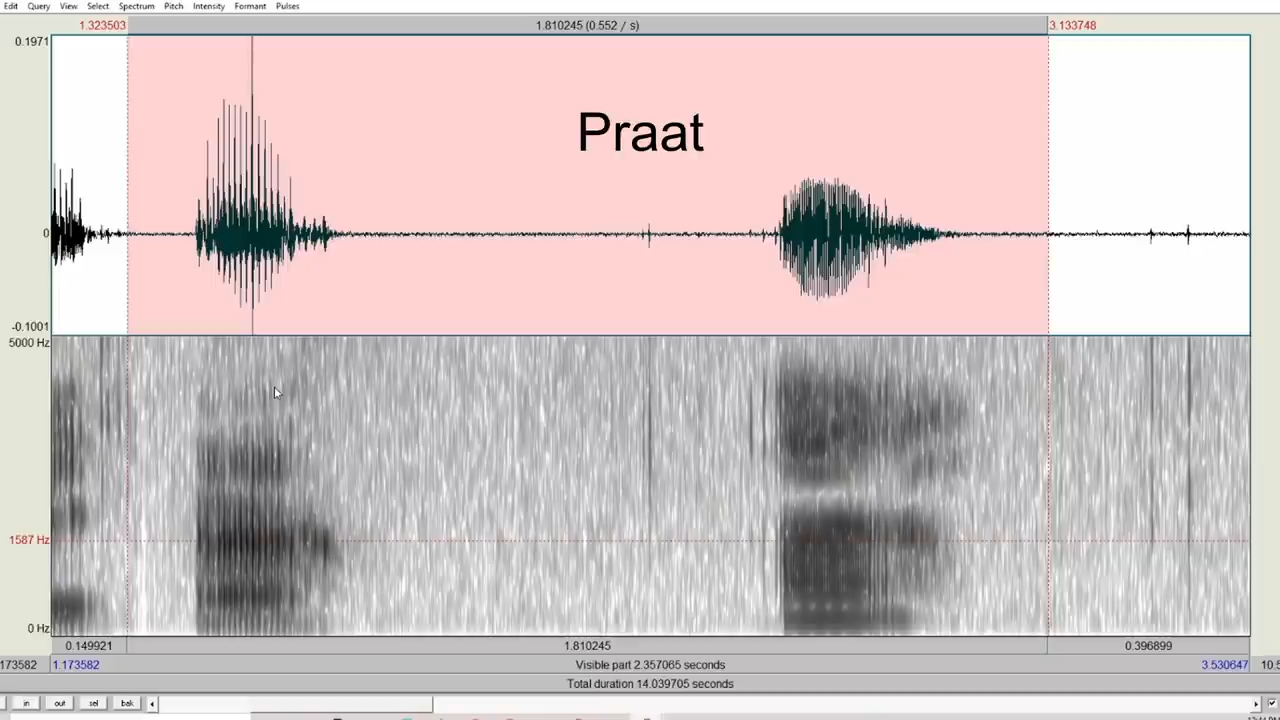 Edit Query View Select Spectrum Pitch Intensity Formant Pulses
1.323503 1.810245 (0.552 / s) 3.133748
0.1971
Praat
0
-0.1001
5000 Hz
1587 Hz
0 Hz
0.149921 1.810245 0.396899
173582 1.173582 Visible part 2.357065 seconds 3.530647 10.5
Total duration 14.039705 seconds
in out sel bak